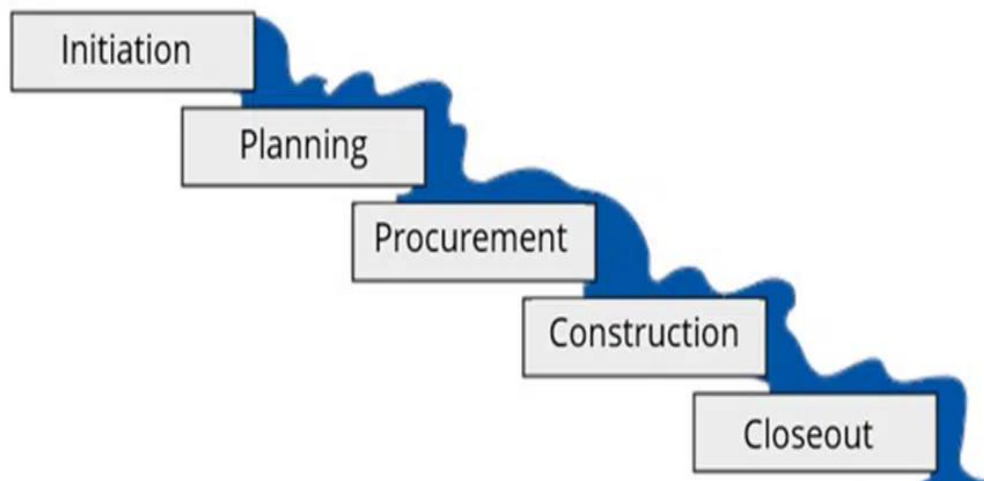 Initiation
Planning
Procurement
Construction
Closeout